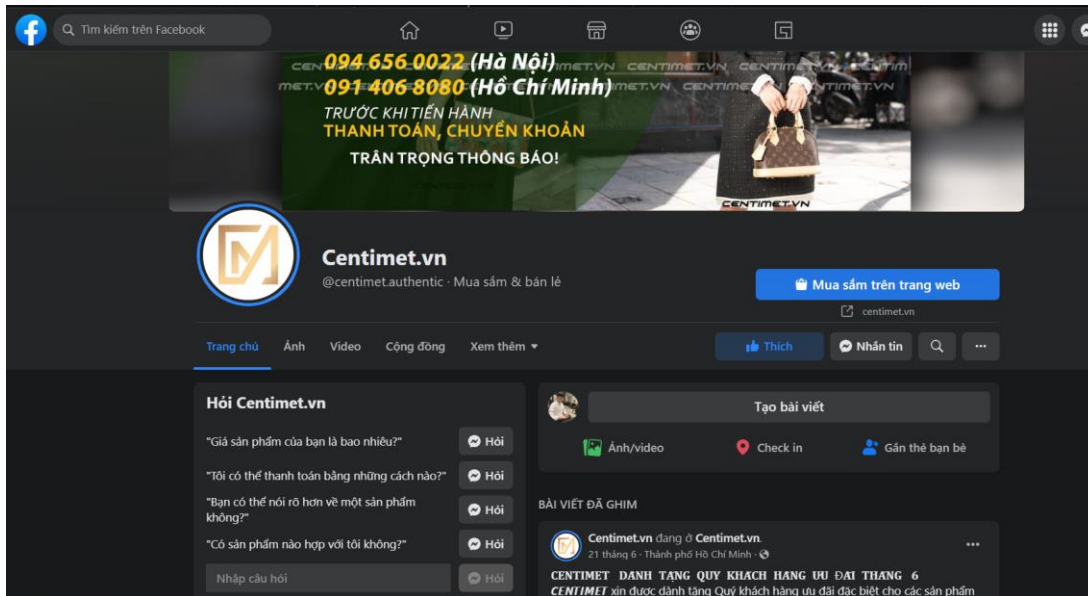 Tìm kiếm trên Facebook
094 656 0022 (Hà Nội)
091 406 8080 (Hồ Chí Minh)
TRƯỚC KHI TIẾN HÀNH
THANH TOÁN, CHUYỂN KHOẢN
TRÂN TRỌNG THÔNG BÁO!
CENTIMET.VN
Centimet.vn
@centimet.authentic · Mua sắm & bán lẻ
Mua sắm trên trang web
centimet.vn
Trang chủ Ảnh Video Cộng đồng Xem thêm
Thích Nhắn tin
Hỏi Centimet.vn
"Giá sản phẩm của bạn là bao nhiêu?" Hỏi
"Tôi có thể thanh toán bằng những cách nào?" Hỏi
"Bạn có thể nói rõ hơn về một sản phẩm
không?" Hỏi
"Có sản phẩm nào hợp với tôi không?" Hỏi
Nhập câu hỏi Hỏi
Tạo bài viết
Ảnh/video Check in Gắn thẻ bạn bè
BÀI VIẾT ĐÃ GHIM
Centimet.vn đang ở Centimet.vn.
21 tháng 6 · Thành phố Hồ Chí Minh ·
CENTIMET DANH TẶNG QUÝ KHÁCH HÀNG ƯU ĐÃI THÁNG 6
CENTIMET xin được dành tặng Quý khách hàng ưu đãi đặc biệt cho các sản phẩm